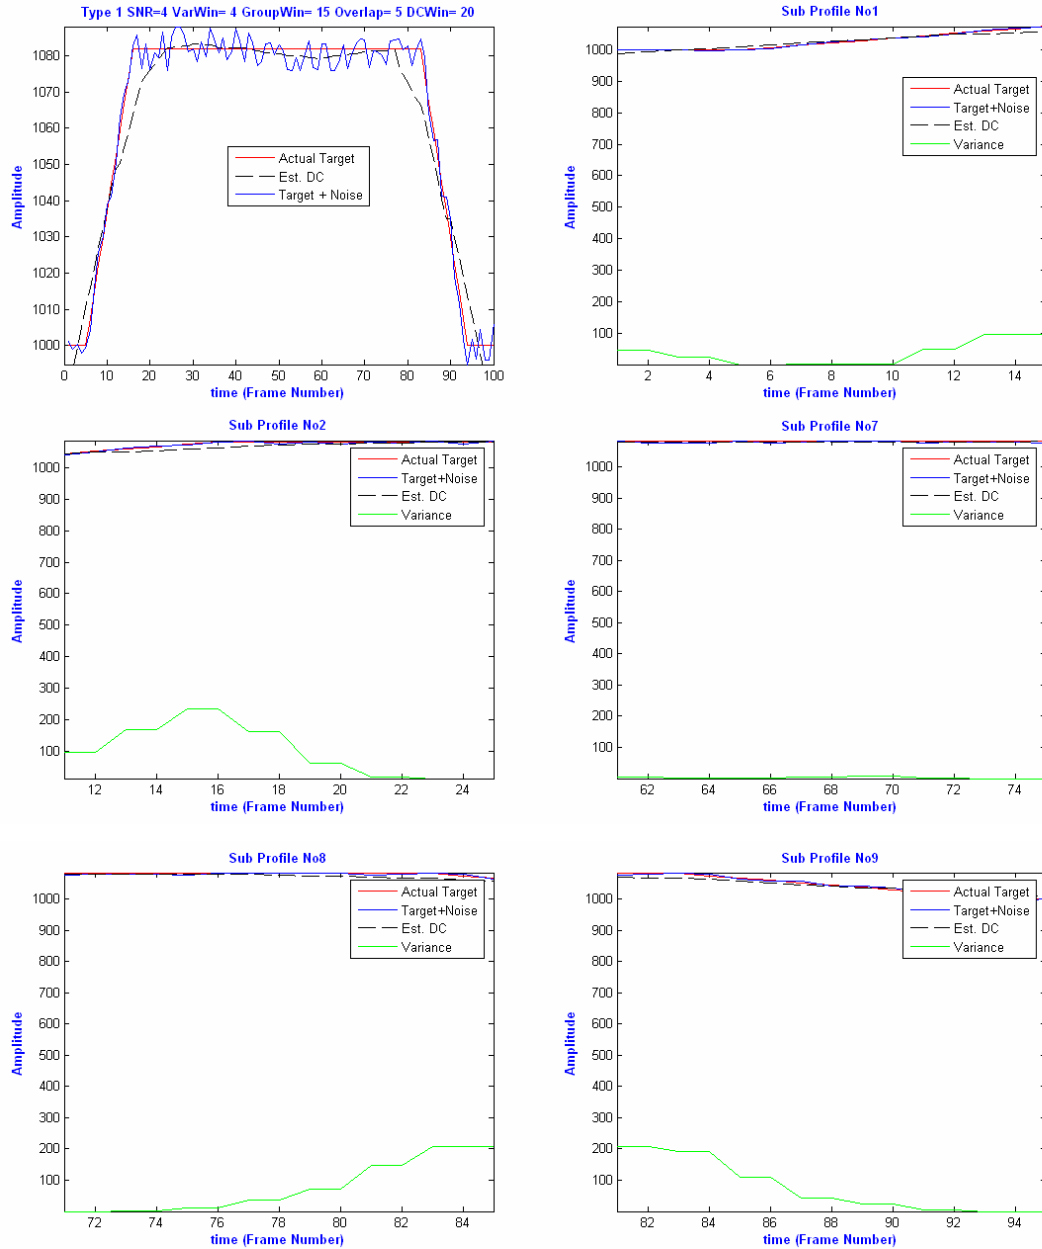 Type 1 SNR=4 VarWin= 4 GroupWin= 15 Overlap= 5 DCWin= 20
Amplitude
1080
1070
1060
1050
1040
1030
1020
1010
1000
Actual Target
Est. DC
Target + Noise
0 10 20 30 40 50 60 70 80 90 100
time (Frame Number)
Sub Profile No1
Amplitude
1000
900
800
700
600
500
400
300
200
100
Actual Target
Target+Noise
Est. DC
Variance
2 4 6 8 10 12 14
time (Frame Number)
Sub Profile No2
Amplitude
1000
900
800
700
600
500
400
300
200
100
Actual Target
Target+Noise
Est. DC
Variance
12 14 16 18 20 22 24
time (Frame Number)
Sub Profile No7
Amplitude
1000
900
800
700
600
500
400
300
200
100
Actual Target
Target+Noise
Est. DC
Variance
62 64 66 68 70 72 74
time (Frame Number)
Sub Profile No8
Amplitude
1000
900
800
700
600
500
400
300
200
100
Actual Target
Target+Noise
Est. DC
Variance
72 74 76 78 80 82 84
time (Frame Number)
Sub Profile No9
Amplitude
1000
900
800
700
600
500
400
300
200
100
Actual Target
Target+Noise
Est. DC
Variance
82 84 86 88 90 92 94
time (Frame Number)